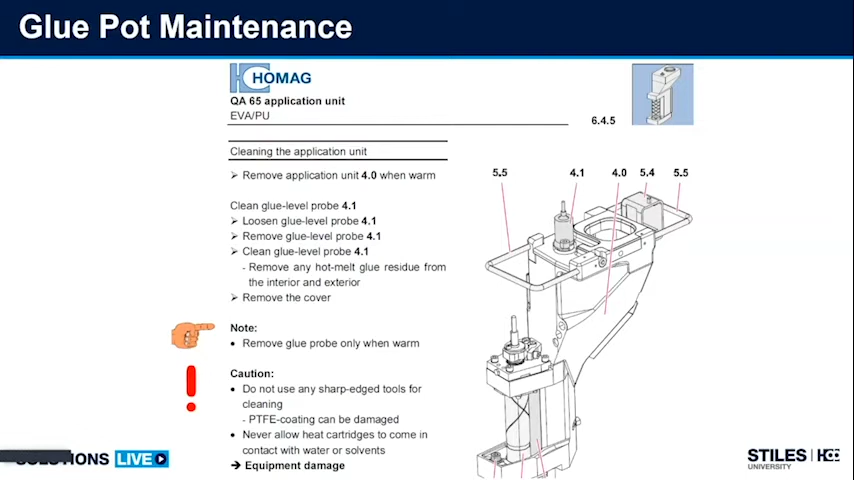 Glue Pot Maintenance
HOMAG
QA 65 application unit
EVA/PU
6.4.5
Cleaning the application unit
➢ Remove application unit 4.0 when warm
Clean glue-level probe 4.1
➢ Loosen glue-level probe 4.1
➢ Remove glue-level probe 4.1
➢ Clean glue-level probe 4.1
- Remove any hot-melt glue residue from
the interior and exterior
➢ Remove the cover
Note:
• Remove glue probe only when warm
Caution:
• Do not use any sharp-edged tools for
cleaning
- PTFE-coating can be damaged
• Never allow heat cartridges to come in
contact with water or solvents
➔ Equipment damage
5.5 4.1 4.0 5.4 5.5
SOLUTIONS LIVE
STILES
UNIVERSITY